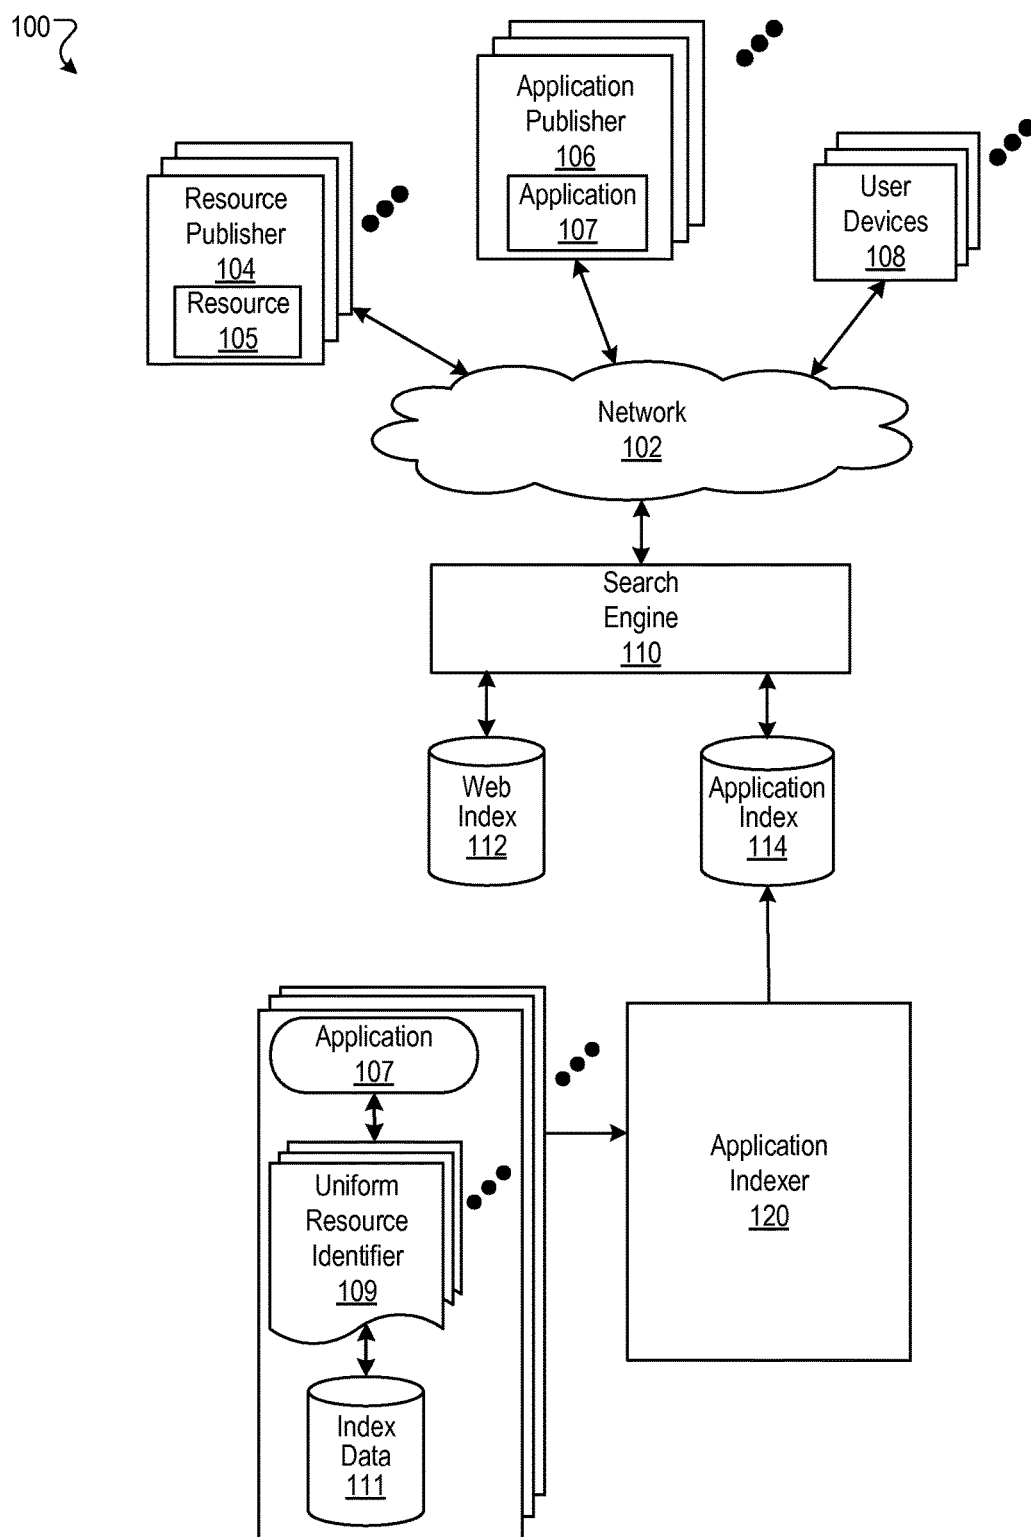 100
Application
Publisher
106
Application
107
Resource
Publisher
104
Resource
105
User
Devices
108
Network
102
Search
Engine
110
Web
Index
112
Application
Index
114
Application
107
Uniform
Resource
Identifier
109
Index
Data
111
Application
Indexer
120